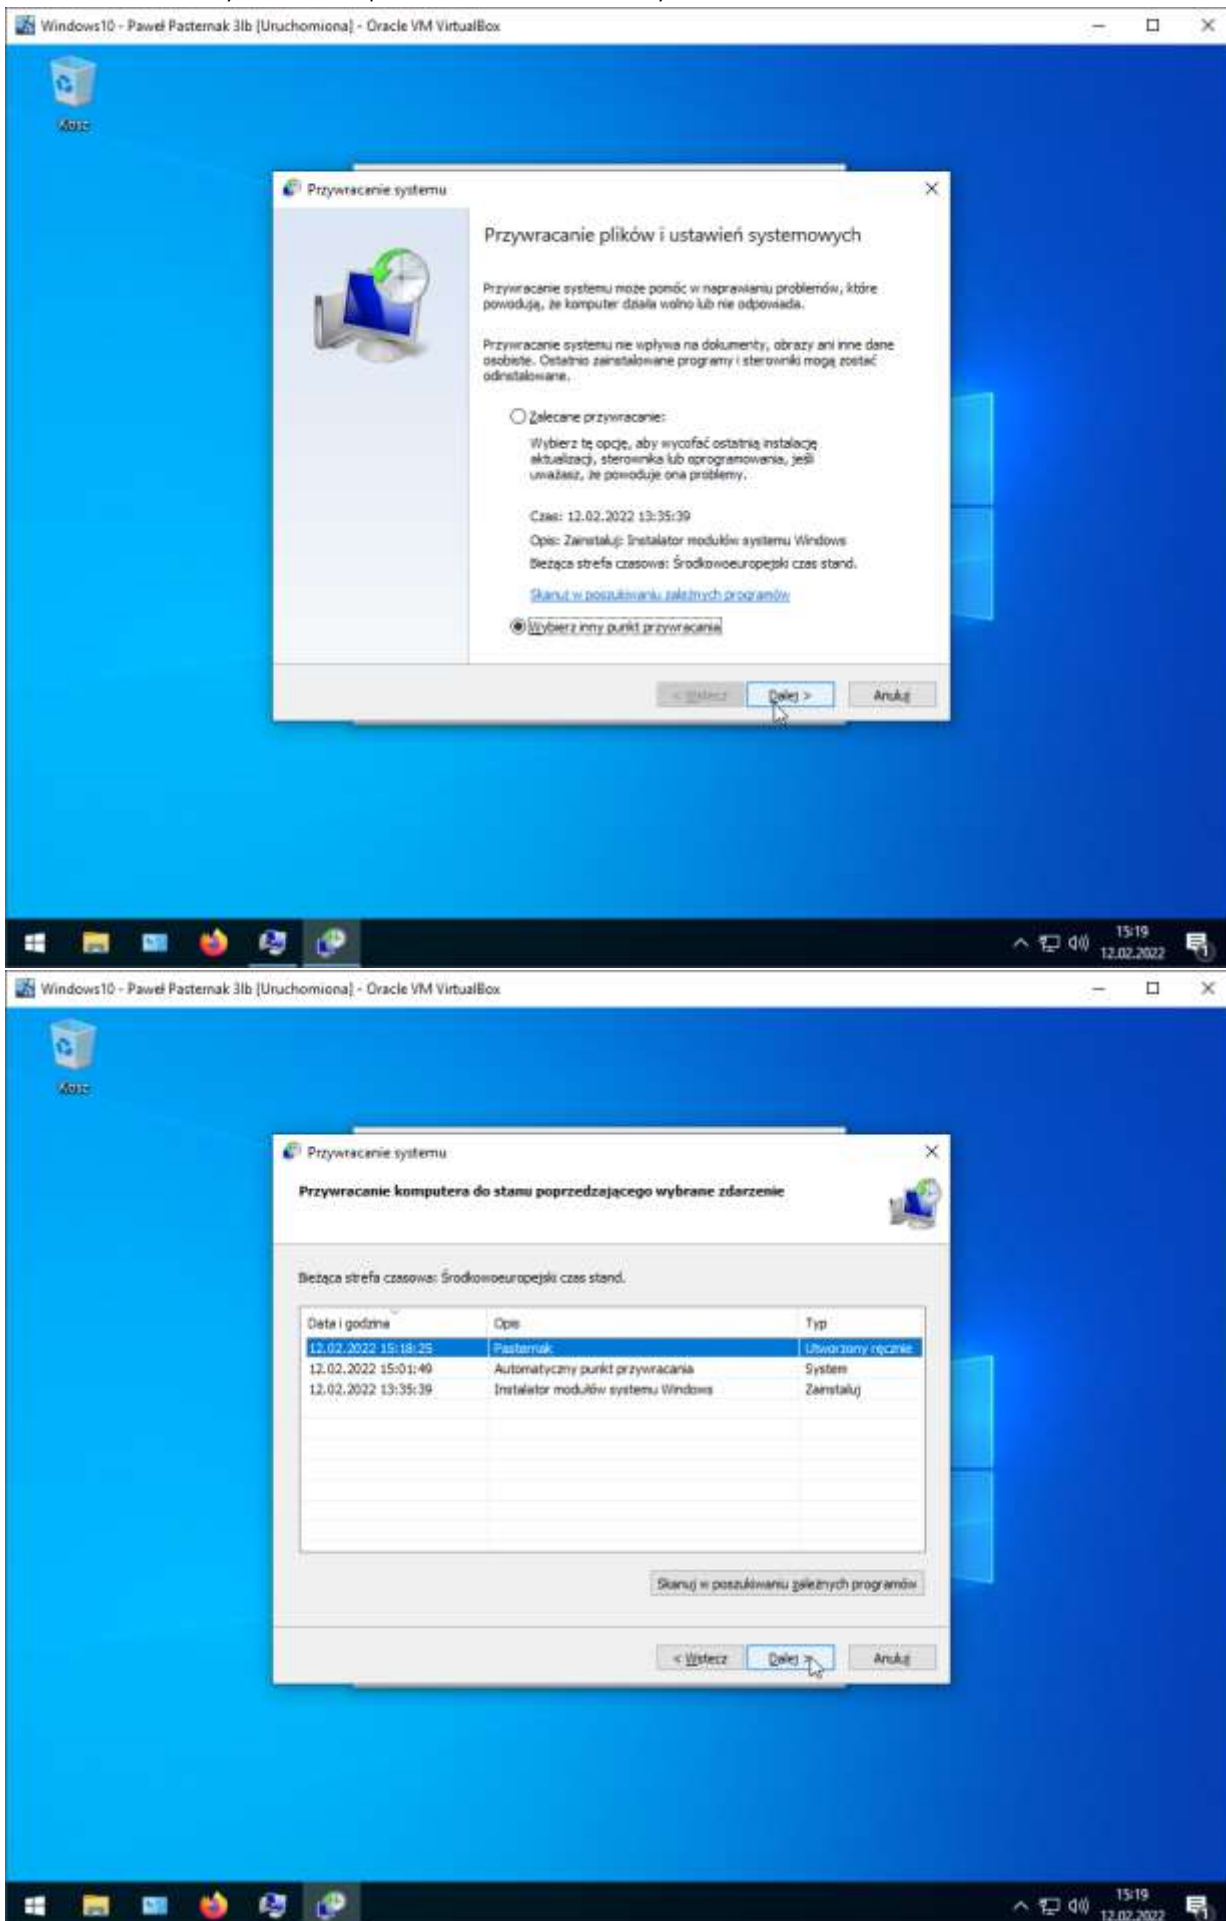 Windows10 - Paweł Pasternak 3lb [Uruchomiona] - Oracle VM VirtualBox
Kosz
Przywracanie systemu
Przywracanie plików i ustawień systemowych
Przywracanie systemu może pomóc w naprawianiu problemów, które
powodują, że komputer działa wolno lub nie odpowiada.
Przywracanie systemu nie wpływa na dokumenty, obrazy ani inne dane
osobiste. Ostatnio zainstalowane programy i sterowniki mogą zostać
odinstalowane.
Zalecane przywracanie:
Wybierz tę opcję, aby wycofać ostatnią instalację
aktualizacji, sterownika lub oprogramowania, jeśli
uważasz, że powoduje ona problemy.
Czas: 12.02.2022 13:35:39
Opis: Zainstaluj: Instalator modułów systemu Windows
Bieżąca strefa czasowa: Środkowoeuropejski czas stand.
Skanuj w poszukiwaniu zależnych programów
Wybierz inny punkt przywracania
< Wstecz Dalej > Anuluj
15:19
12.02.2022
1
Windows10 - Paweł Pasternak 3lb [Uruchomiona] - Oracle VM VirtualBox
Kosz
Przywracanie systemu
Przywracanie komputera do stanu poprzedzającego wybrane zdarzenie
Bieżąca strefa czasowa: Środkowoeuropejski czas stand.
Data i godzina Opis Typ
12.02.2022 15:18:25 Pasternak Utworzony ręcznie
12.02.2022 15:01:49 Automatyczny punkt przywracania System
12.02.2022 13:35:39 Instalator modułów systemu Windows Zainstaluj
Skanuj w poszukiwaniu zależnych programów
< Wstecz Dalej > Anuluj
15:19
12.02.2022